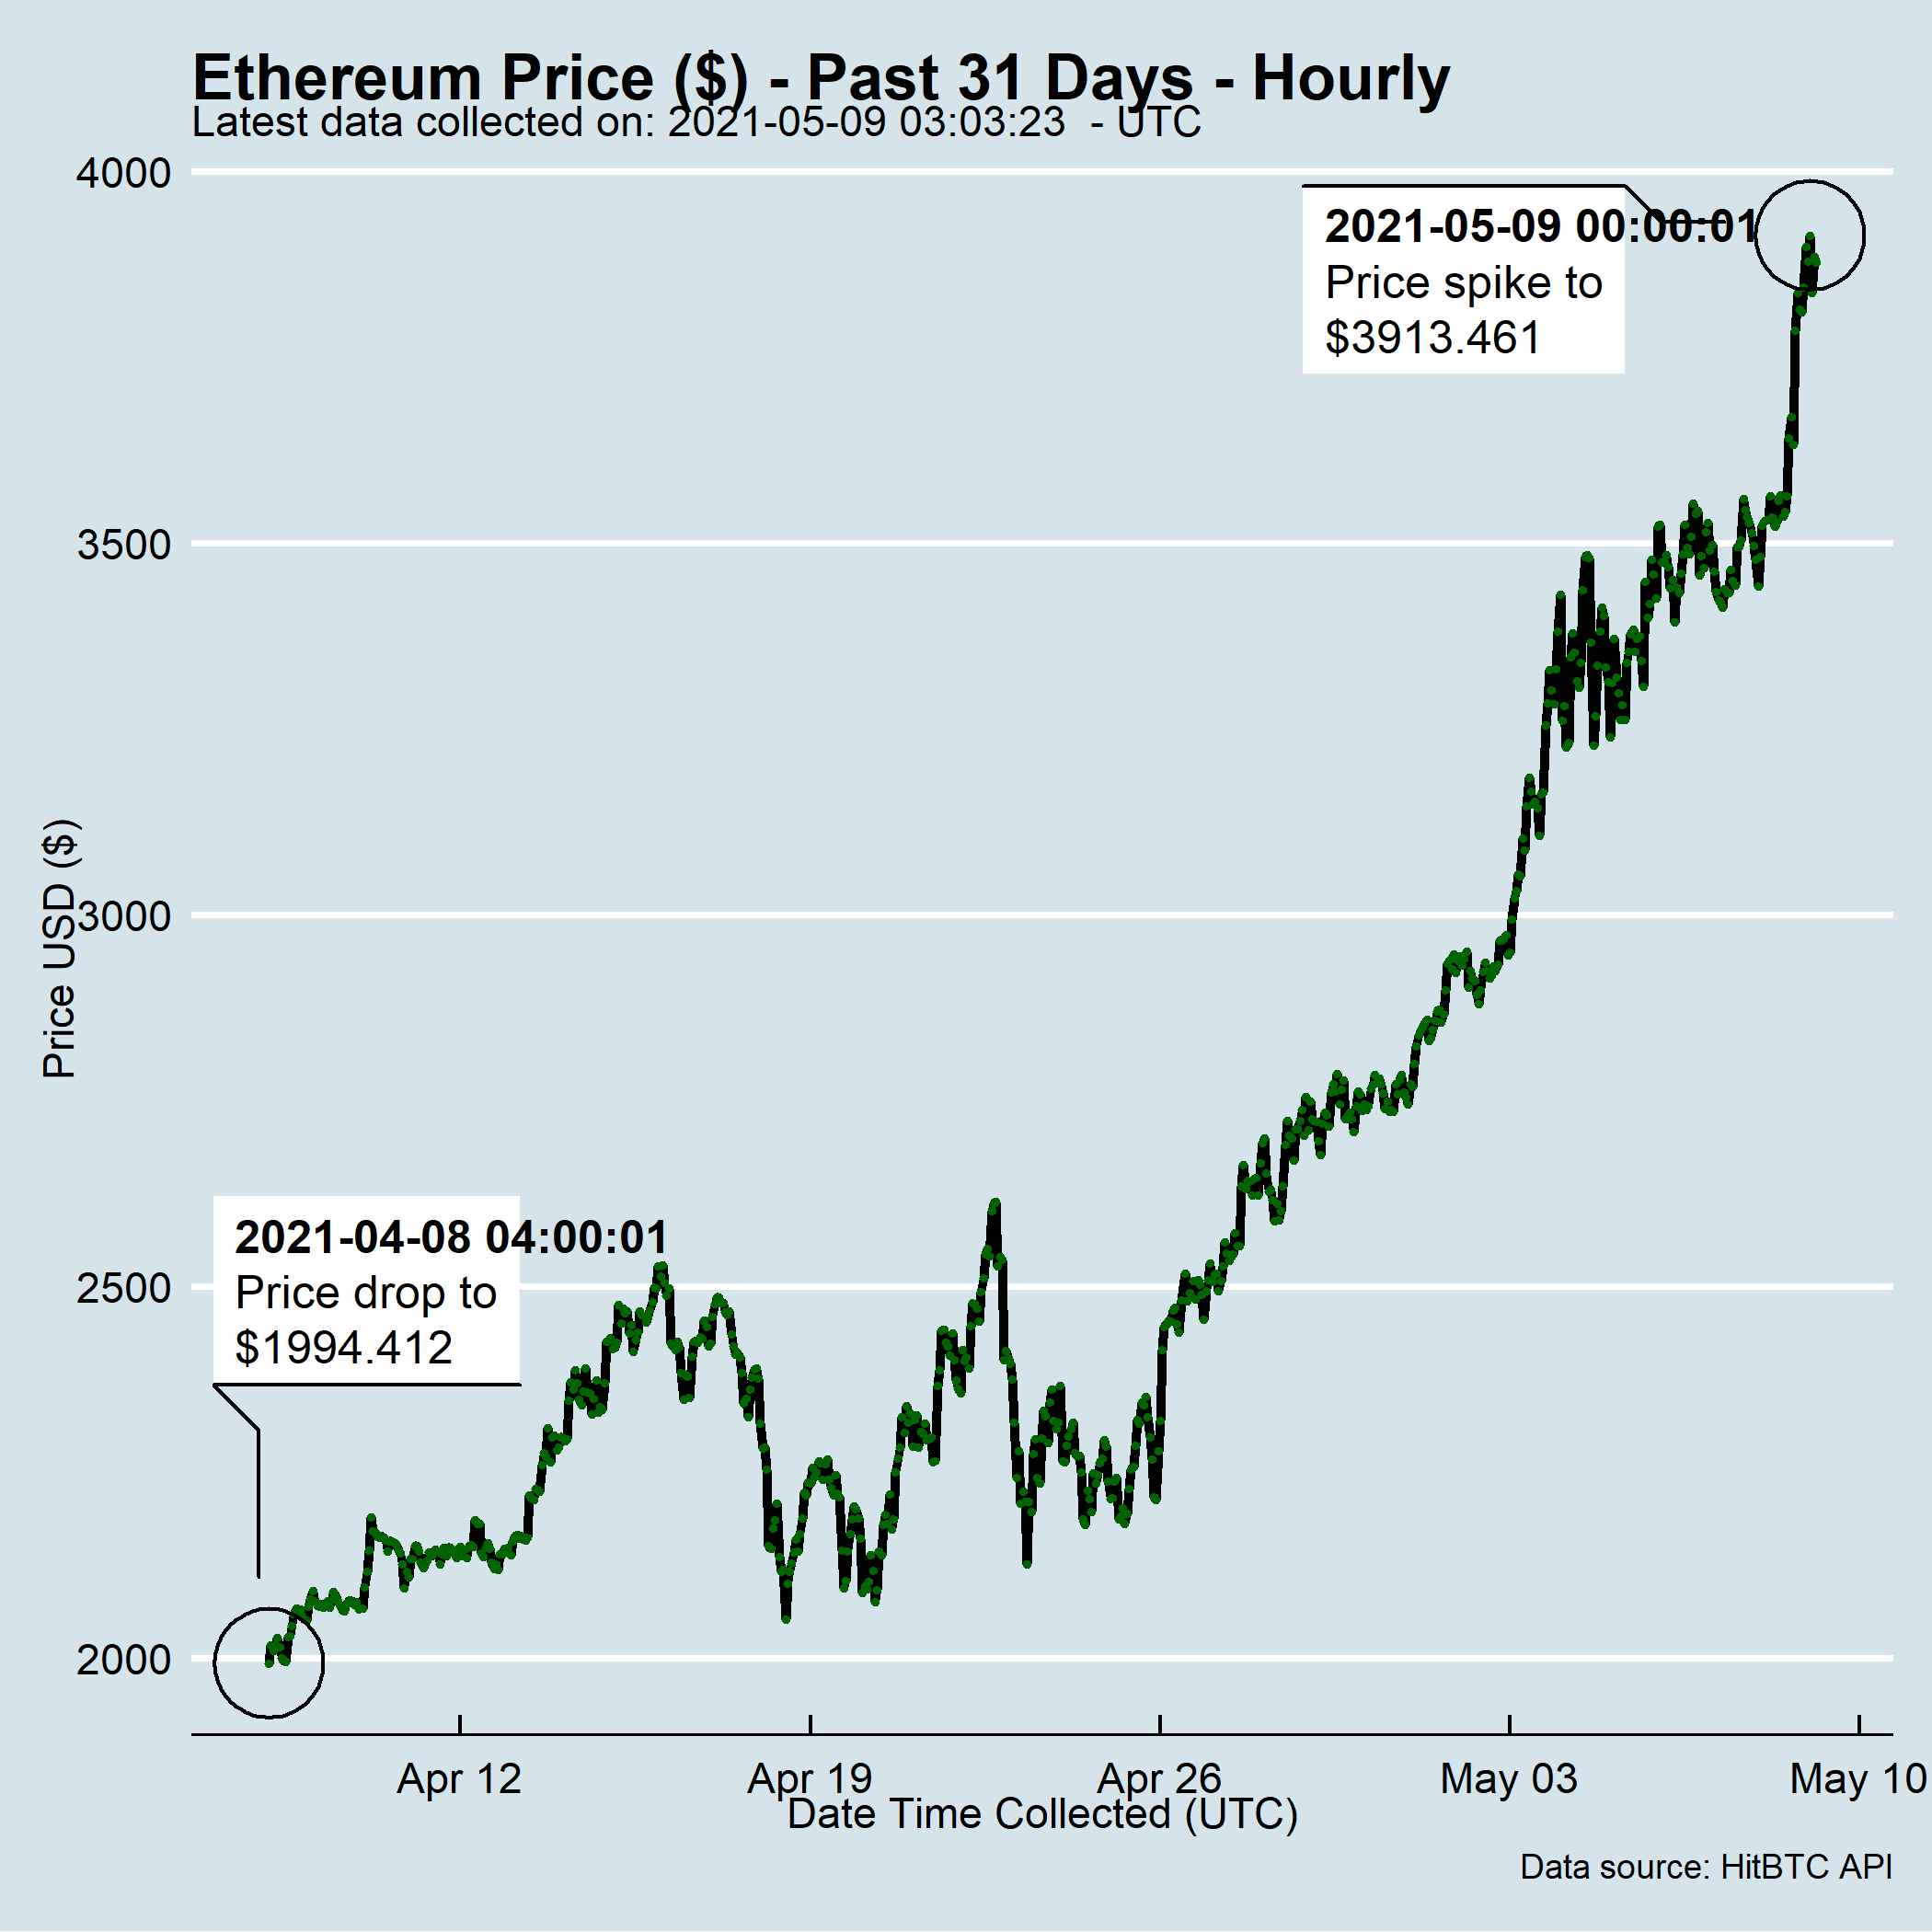 Ethereum Price ($) - Past 31 Days - Hourly
Latest data collected on: 2021-05-09 03:03:23  - UTC
4000
2021-05-09 00:00:01
Price spike to
$3913.461
3500
3000
Price USD ($)
2021-04-08 04:00:01
Price drop to
$1994.412
2500
2000
Apr 12 Apr 19 Apr 26 May 03 May 10
Date Time Collected (UTC)
Data source: HitBTC API